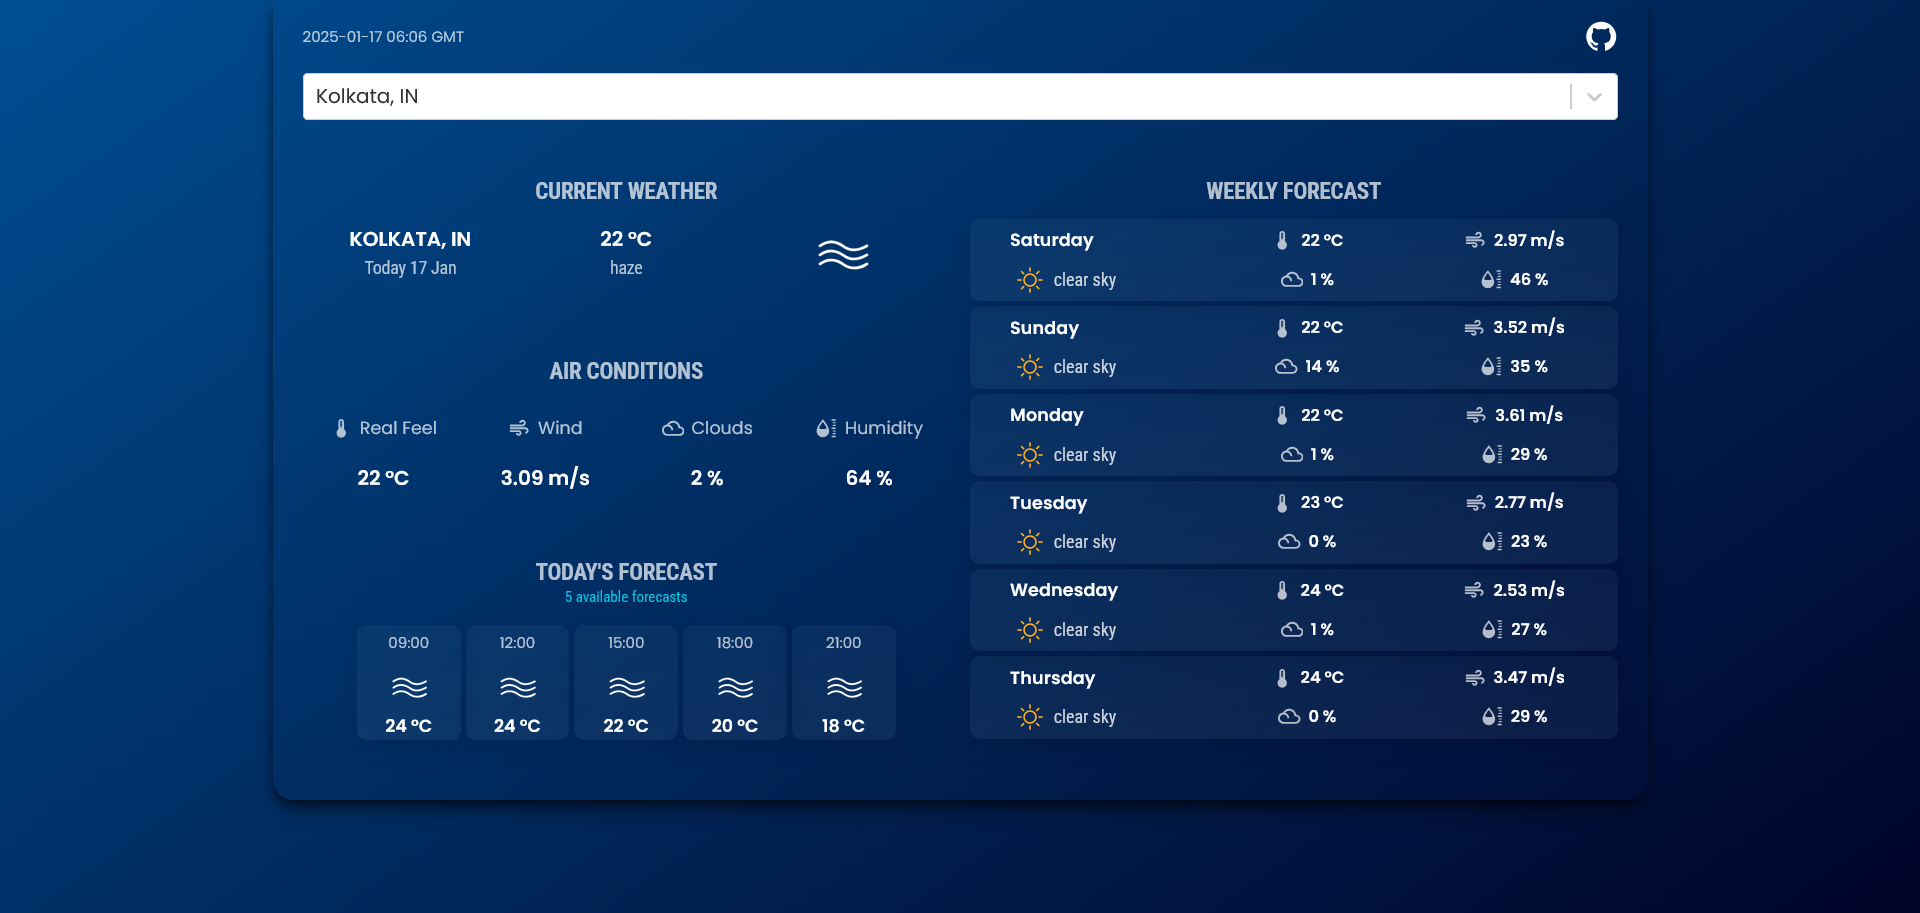 2025-01-17 06:06 GMT
Kolkata, IN
CURRENT WEATHER
KOLKATA, IN
Today 17 Jan
22 °C
haze
AIR CONDITIONS
Real Feel
22 °C
Wind
3.09 m/s
Clouds
2 %
Humidity
64 %
TODAY'S FORECAST
5 available forecasts
09:00
24 °C
12:00
24 °C
15:00
22 °C
18:00
20 °C
21:00
18 °C
WEEKLY FORECAST
Saturday 22 °C 2.97 m/s
clear sky 1 % 46 %
Sunday 22 °C 3.52 m/s
clear sky 14 % 35 %
Monday 22 °C 3.61 m/s
clear sky 1 % 29 %
Tuesday 23 °C 2.77 m/s
clear sky 0 % 23 %
Wednesday 24 °C 2.53 m/s
clear sky 1 % 27 %
Thursday 24 °C 3.47 m/s
clear sky 0 % 29 %